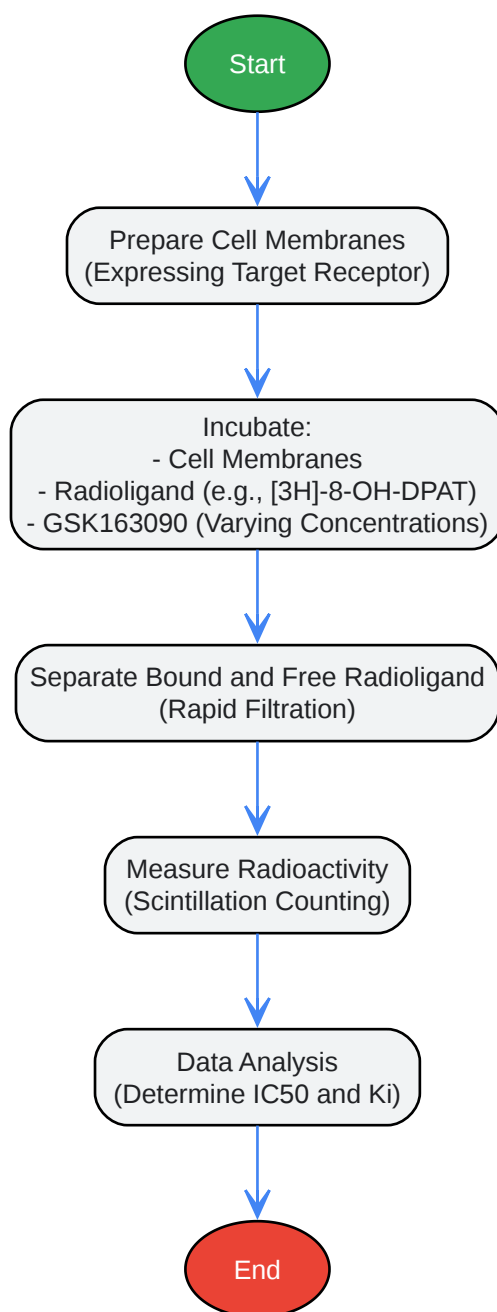 Start
Prepare Cell Membranes
(Expressing Target Receptor)
Incubate:
- Cell Membranes
- Radioligand (e.g., [3H]-8-OH-DPAT)
- GSK163090 (Varying Concentrations)
Separate Bound and Free Radioligand
(Rapid Filtration)
Measure Radioactivity
(Scintillation Counting)
Data Analysis
(Determine IC50 and Ki)
End